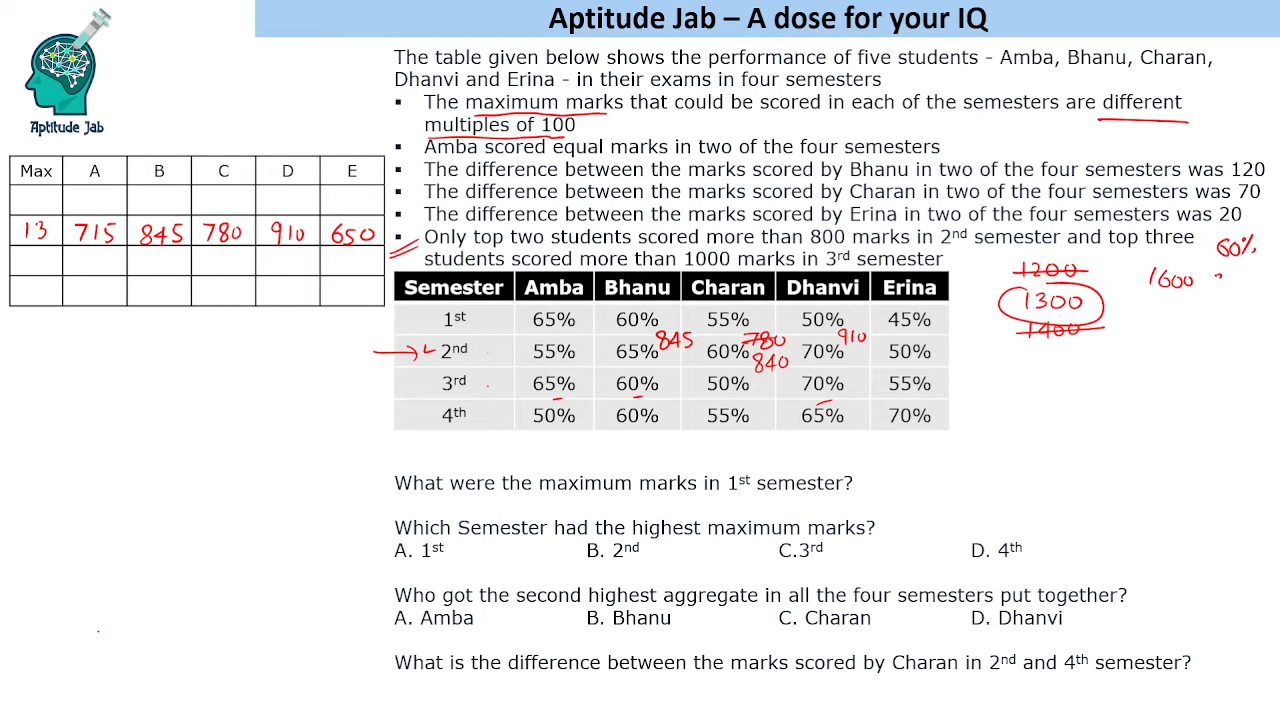 Aptitude Jab – A dose for your IQ
Aptitude Jab
The table given below shows the performance of five students - Amba, Bhanu, Charan,
Dhanvi and Erina - in their exams in four semesters
▪ The maximum marks that could be scored in each of the semesters are different
multiples of 100
▪ Amba scored equal marks in two of the four semesters
▪ The difference between the marks scored by Bhanu in two of the four semesters was 120
▪ The difference between the marks scored by Charan in two of the four semesters was 70
▪ The difference between the marks scored by Erina in two of the four semesters was 20
▪ Only top two students scored more than 800 marks in 2nd semester and top three
students scored more than 1000 marks in 3rd semester
Max A B C D E
13 715 845 780 910 650
60%
1200
1600
1300
1400
Semester Amba Bhanu Charan Dhanvi Erina
1st 65% 60% 55% 50% 45%
2nd 55% 65% 845 60% 780 840 70% 910 50%
3rd 65% 60% 50% 70% 55%
4th 50% 60% 55% 65% 70%
What were the maximum marks in 1st semester?
Which Semester had the highest maximum marks?
A. 1st B. 2nd C.3rd D. 4th
Who got the second highest aggregate in all the four semesters put together?
A. Amba B. Bhanu C. Charan D. Dhanvi
What is the difference between the marks scored by Charan in 2nd and 4th semester?